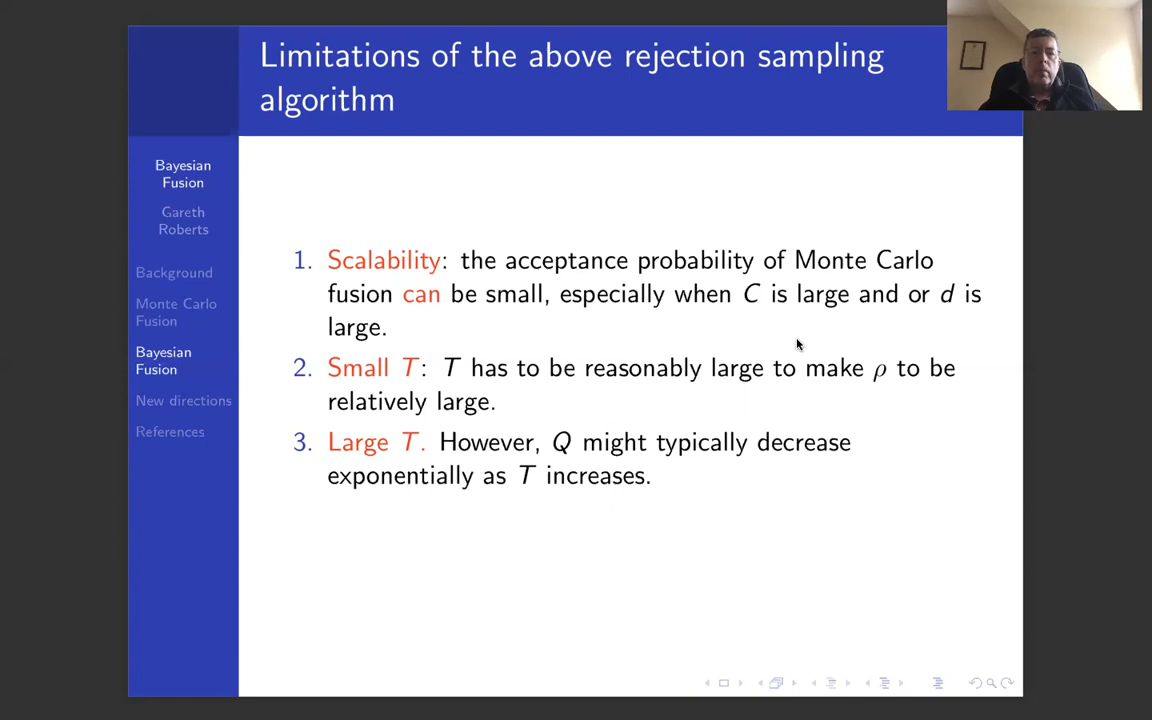 Limitations of the above rejection sampling
algorithm
Bayesian
Fusion
Gareth
Roberts
Background
Monte Carlo
Fusion
Bayesian
Fusion
New directions
References
1. Scalability: the acceptance probability of Monte Carlo
fusion can be small, especially when C is large and or d is
large.
2. Small T: T has to be reasonably large to make ρ to be
relatively large.
3. Large T. However, Q might typically decrease
exponentially as T increases.